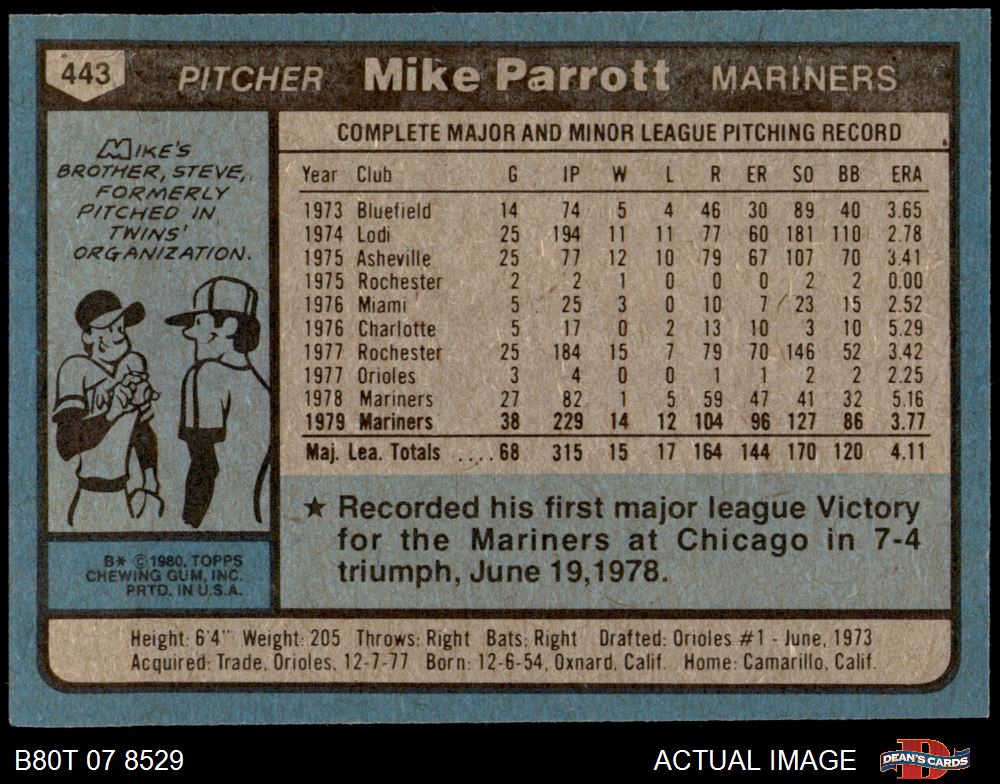 443 PITCHER Mike Parrott MARINERS
MIKE'S
BROTHER, STEVE,
FORMERLY
PITCHED IN
TWINS'
ORGANIZATION.
B* ©1980, TOPPS
CHEWING GUM, INC.
PRTD. IN U.S.A.
COMPLETE MAJOR AND MINOR LEAGUE PITCHING RECORD
Year Club G IP W L R ER SO BB ERA
1973 Bluefield 14 74 5 4 46 30 89 40 3.65
1974 Lodi 25 194 11 11 77 60 181 110 2.78
1975 Asheville 25 77 12 10 79 67 107 70 3.41
1975 Rochester 2 2 1 0 0 0 2 2 0.00
1976 Miami 5 25 3 0 10 7 23 15 2.52
1976 Charlotte 5 17 0 2 13 10 3 10 5.29
1977 Rochester 25 184 15 7 79 70 146 52 3.42
1977 Orioles 3 4 0 0 1 1 2 2 2.25
1978 Mariners 27 82 1 5 59 47 41 32 5.16
1979 Mariners 38 229 14 12 104 96 127 86 3.77
Maj. Lea. Totals ....68 315 15 17 164 144 170 120 4.11
★ Recorded his first major league Victory
for the Mariners at Chicago in 7-4
triumph, June 19,1978.
Height: 6'4" Weight: 205 Throws: Right Bats: Right Drafted: Orioles #1 - June, 1973
Acquired: Trade, Orioles, 12-7-77 Born: 12-6-54, Oxnard, Calif. Home: Camarillo, Calif.
B80T 07 8529 ACTUAL IMAGE DEAN'S CARDS